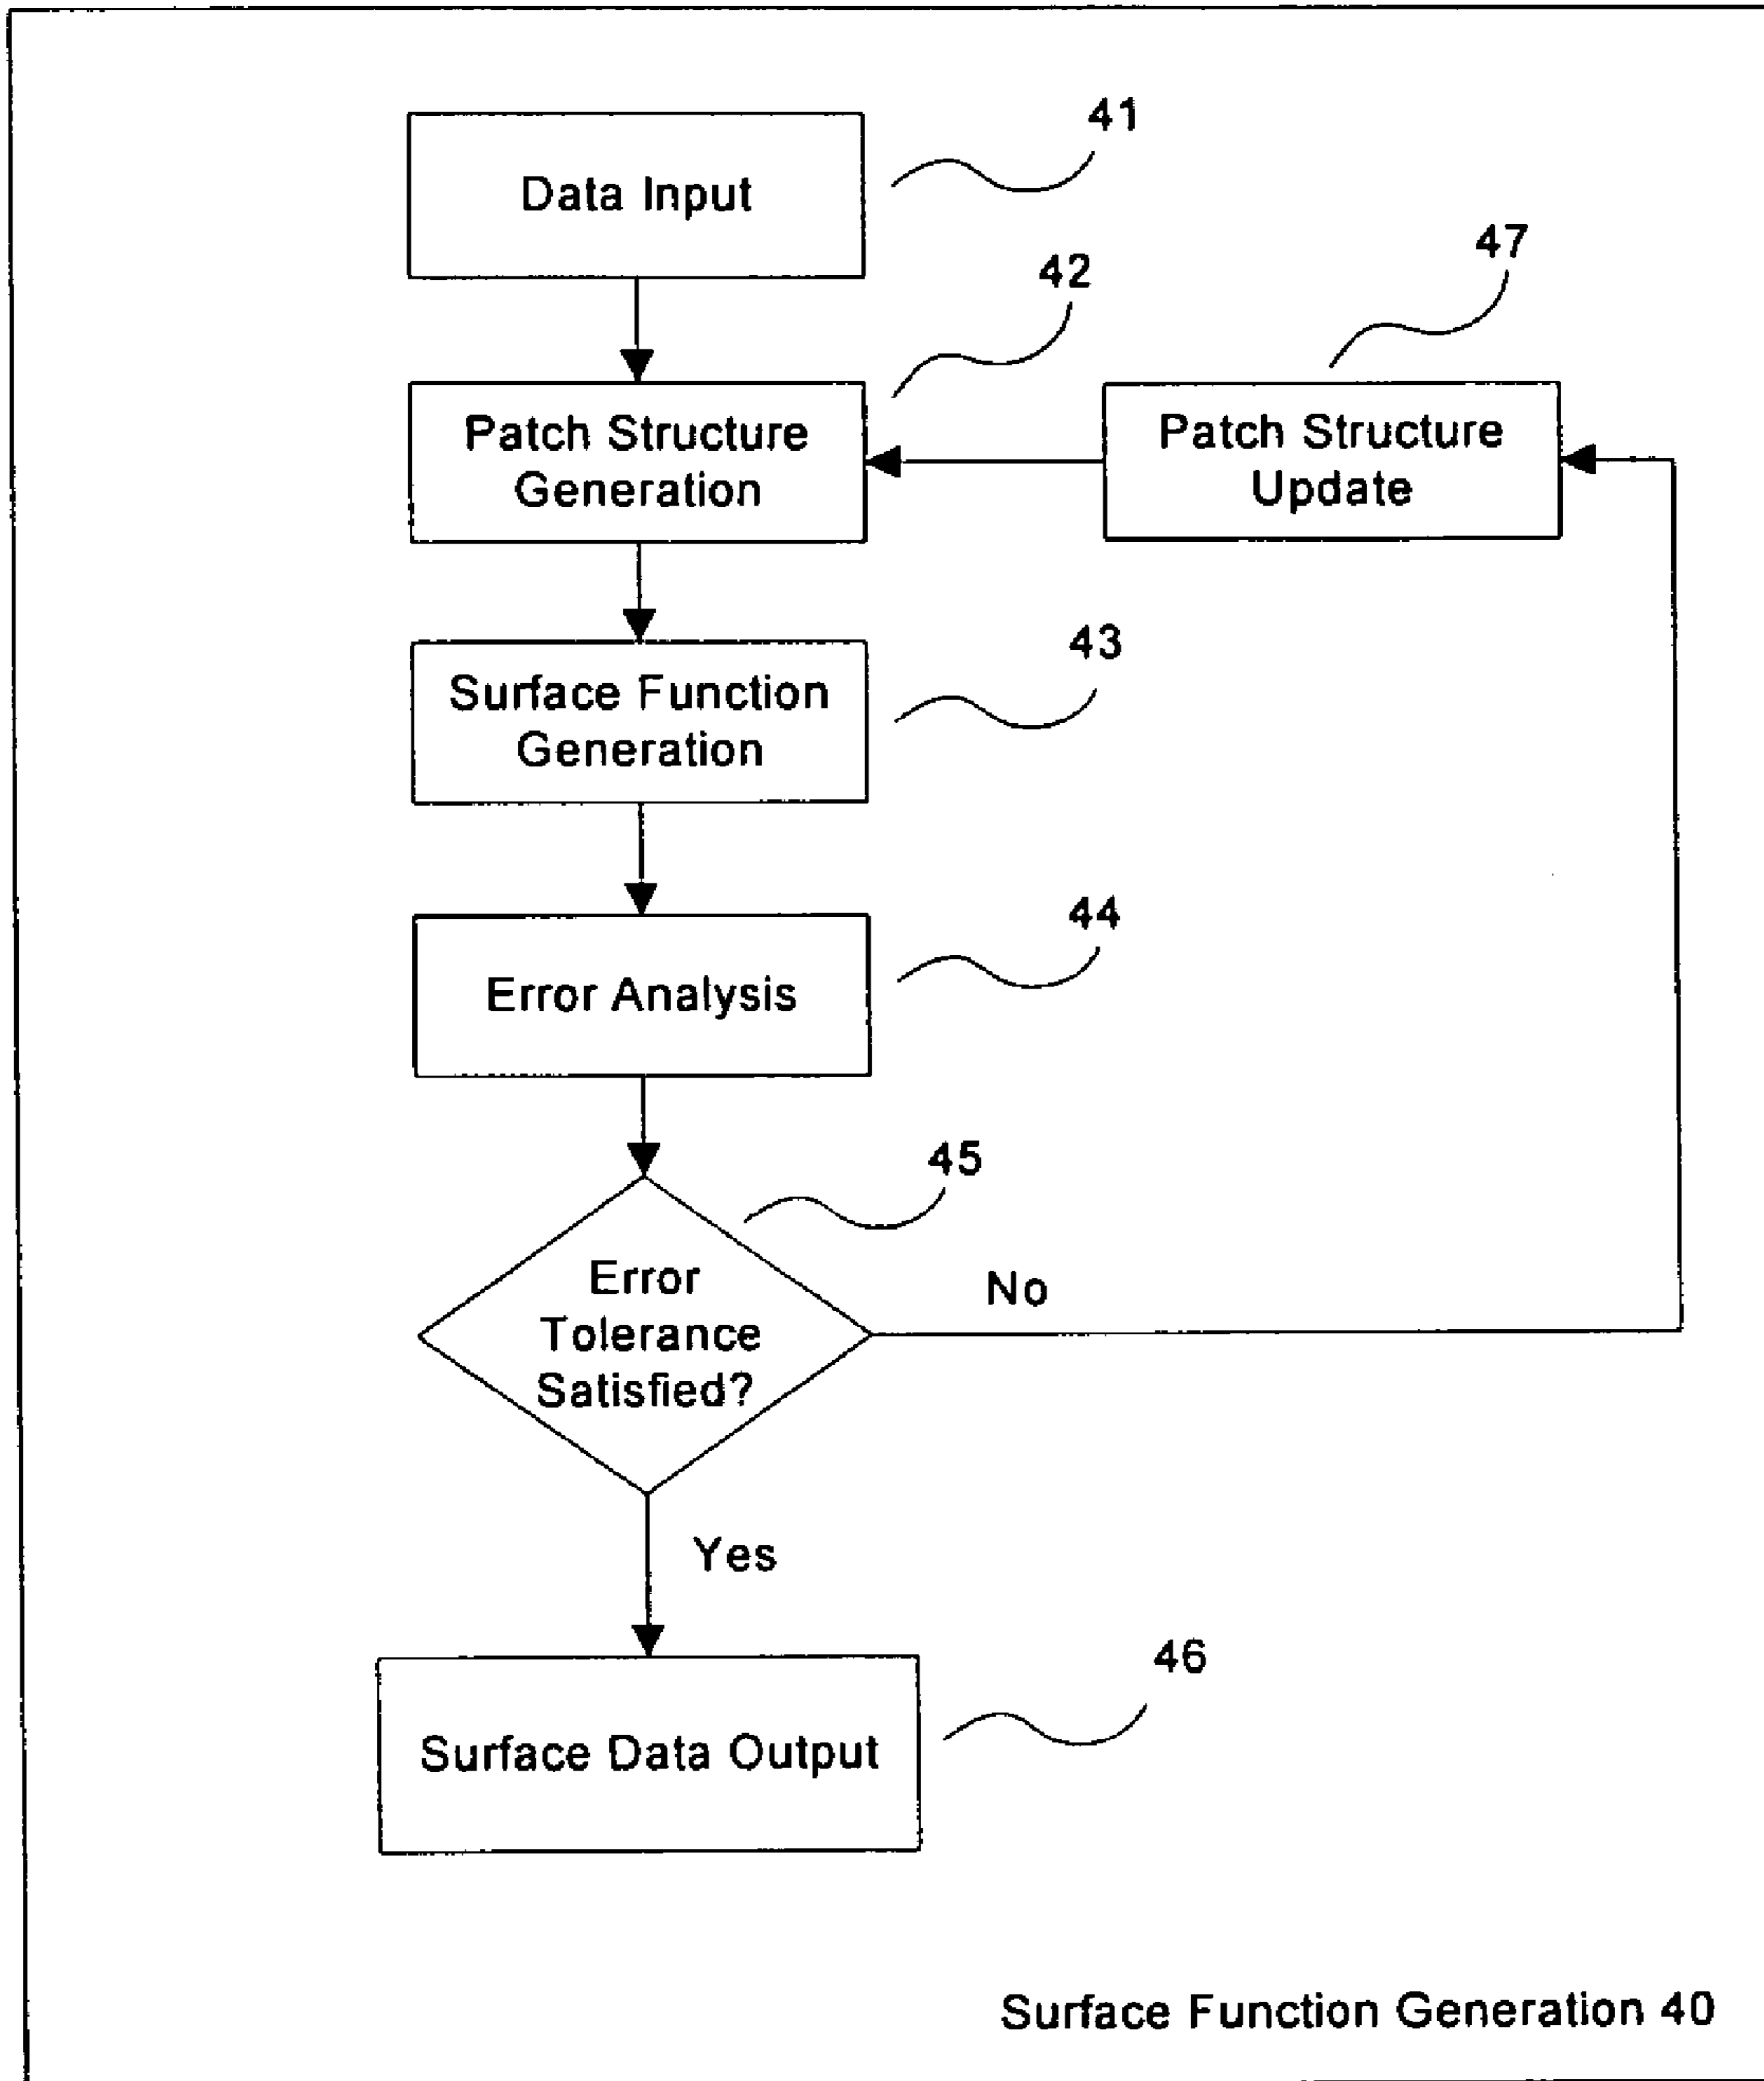 41
Data Input
42
47
Patch Structure
Generation
Patch Structure
Update
43
Surface Function
Generation
44
Error Analysis
45
Error
Tolerance
Satisfied?
No
Yes
46
Surface Data Output
Surface Function Generation 40